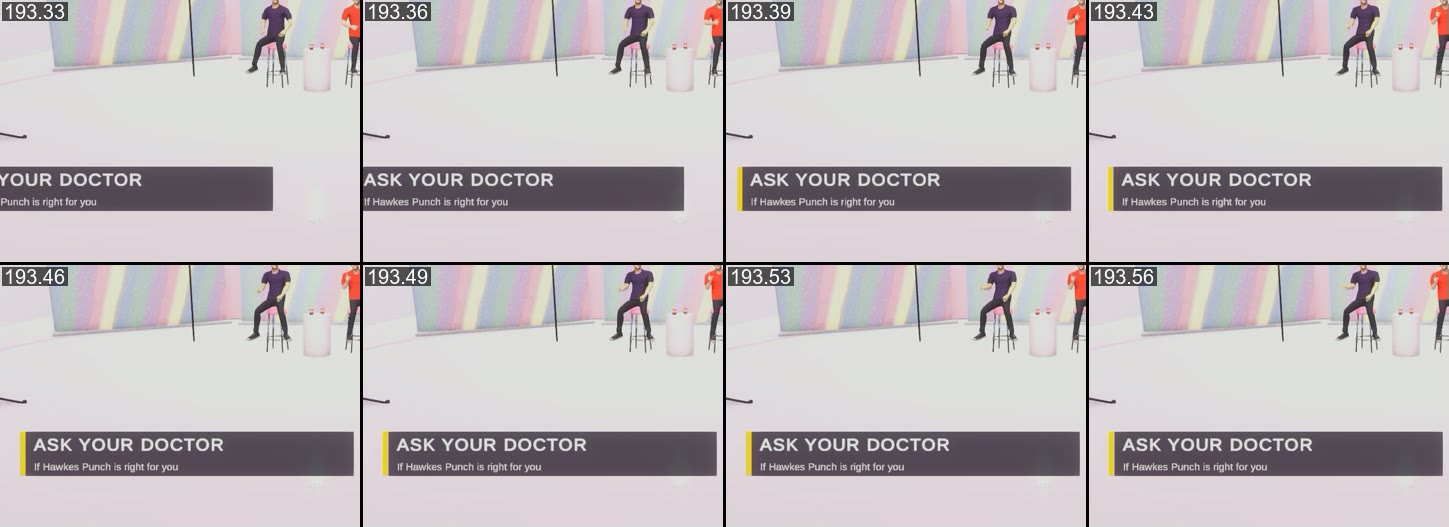 193.33
193.36
193.39
193.43
YOUR DOCTOR
Punch is right for you
ASK YOUR DOCTOR
If Hawkes Punch is right for you
ASK YOUR DOCTOR
If Hawkes Punch is right for you
ASK YOUR DOCTOR
If Hawkes Punch is right for you
193.46
193.49
193.53
193.56
ASK YOUR DOCTOR
If Hawkes Punch is right for you
ASK YOUR DOCTOR
If Hawkes Punch is right for you
ASK YOUR DOCTOR
If Hawkes Punch is right for you
ASK YOUR DOCTOR
If Hawkes Punch is right for you